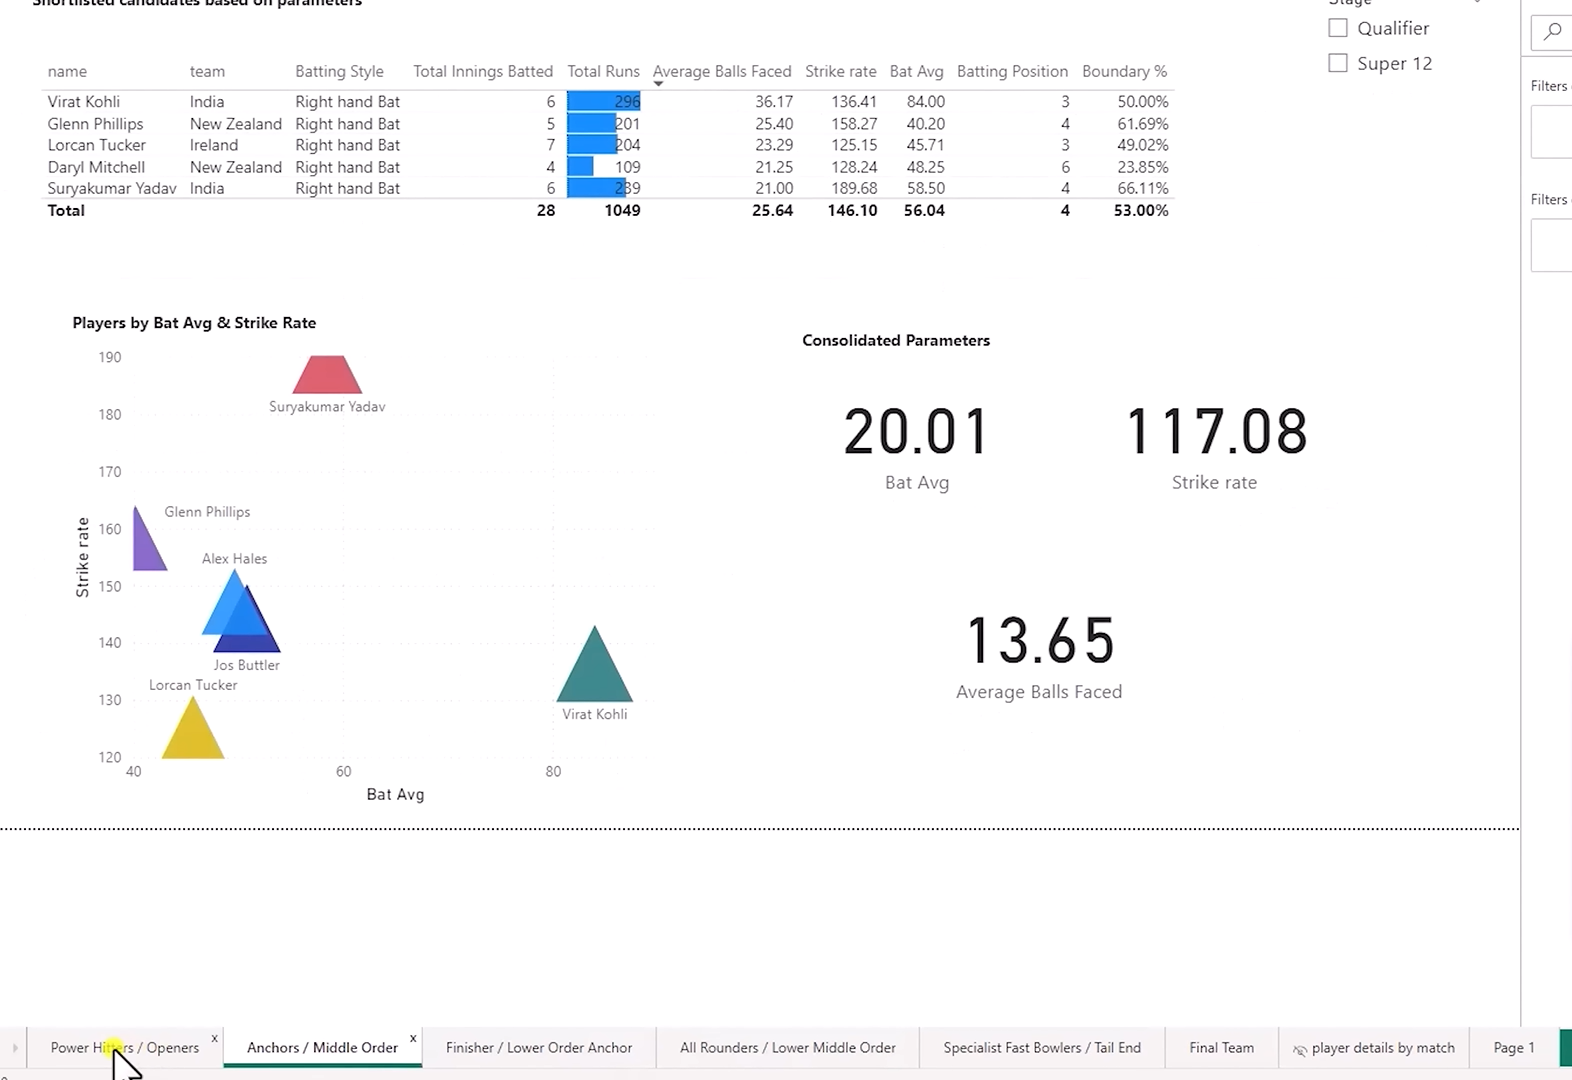 Shortlisted candidates based on parameters
Stage
Qualifier
Super 12
Filters
Filters
name team Batting Style Total Innings Batted Total Runs Average Balls Faced Strike rate Bat Avg Batting Position Boundary %
Virat Kohli India Right hand Bat 6 296 36.17 136.41 84.00 3 50.00%
Glenn Phillips New Zealand Right hand Bat 5 201 25.40 158.27 40.20 4 61.69%
Lorcan Tucker Ireland Right hand Bat 7 204 23.29 125.15 45.71 3 49.02%
Daryl Mitchell New Zealand Right hand Bat 4 109 21.25 128.24 48.25 6 23.85%
Suryakumar Yadav India Right hand Bat 6 239 21.00 189.68 58.50 4 66.11%
Total 28 1049 25.64 146.10 56.04 4 53.00%
Players by Bat Avg & Strike Rate
190
180
170
160
150
140
130
120
Strike rate
Suryakumar Yadav
Glenn Phillips
Alex Hales
Jos Buttler
Lorcan Tucker
Virat Kohli
40 60 80
Bat Avg
Consolidated Parameters
20.01
Bat Avg
117.08
Strike rate
13.65
Average Balls Faced
Power Hitters / Openers x
Anchors / Middle Order x
Finisher / Lower Order Anchor
All Rounders / Lower Middle Order
Specialist Fast Bowlers / Tail End
Final Team
player details by match
Page 1